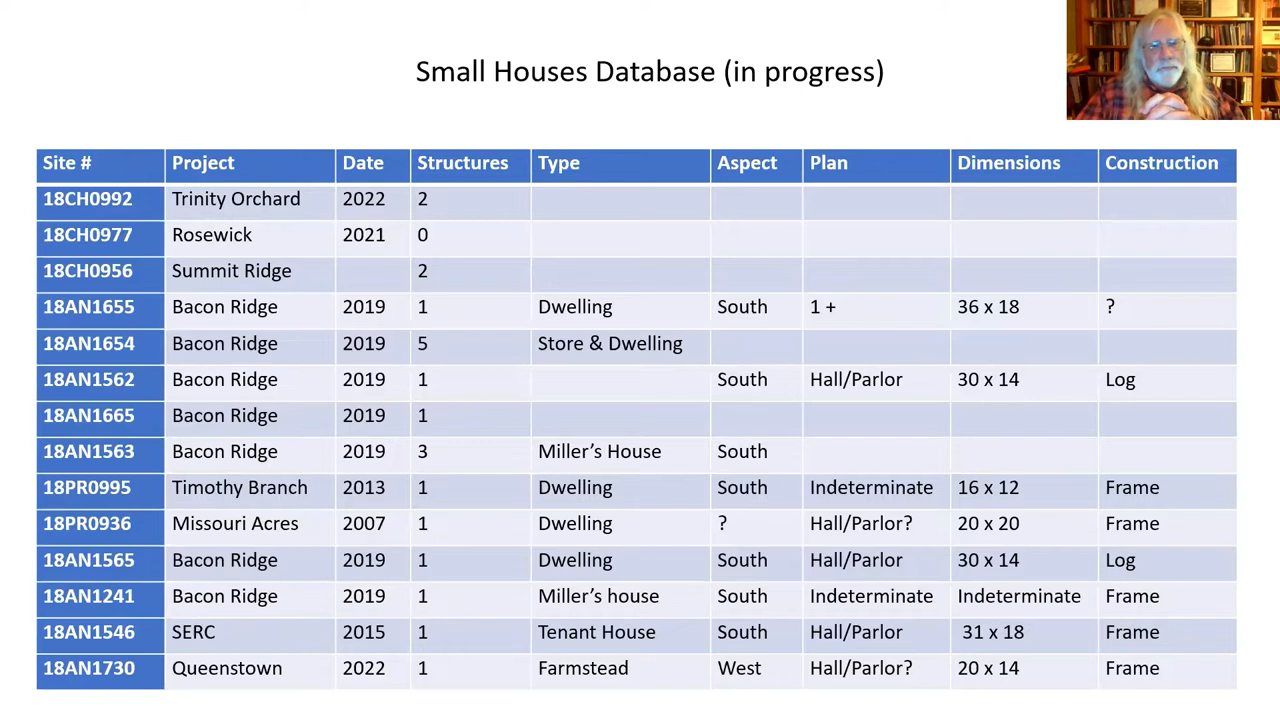 Small Houses Database (in progress)
Site # Project Date Structures Type Aspect Plan Dimensions Construction
18CH0992 Trinity Orchard 2022 2
18CH0977 Rosewick 2021 0
18CH0956 Summit Ridge 2
18AN1655 Bacon Ridge 2019 1 Dwelling South 1 + 36 x 18 ?
18AN1654 Bacon Ridge 2019 5 Store & Dwelling
18AN1562 Bacon Ridge 2019 1 South Hall/Parlor 30 x 14 Log
18AN1665 Bacon Ridge 2019 1
18AN1563 Bacon Ridge 2019 3 Miller’s House South
18PR0995 Timothy Branch 2013 1 Dwelling South Indeterminate 16 x 12 Frame
18PR0936 Missouri Acres 2007 1 Dwelling ? Hall/Parlor? 20 x 20 Frame
18AN1565 Bacon Ridge 2019 1 Dwelling South Hall/Parlor 30 x 14 Log
18AN1241 Bacon Ridge 2019 1 Miller’s house South Indeterminate Indeterminate Frame
18AN1546 SERC 2015 1 Tenant House South Hall/Parlor 31 x 18 Frame
18AN1730 Queenstown 2022 1 Farmstead West Hall/Parlor? 20 x 14 Frame